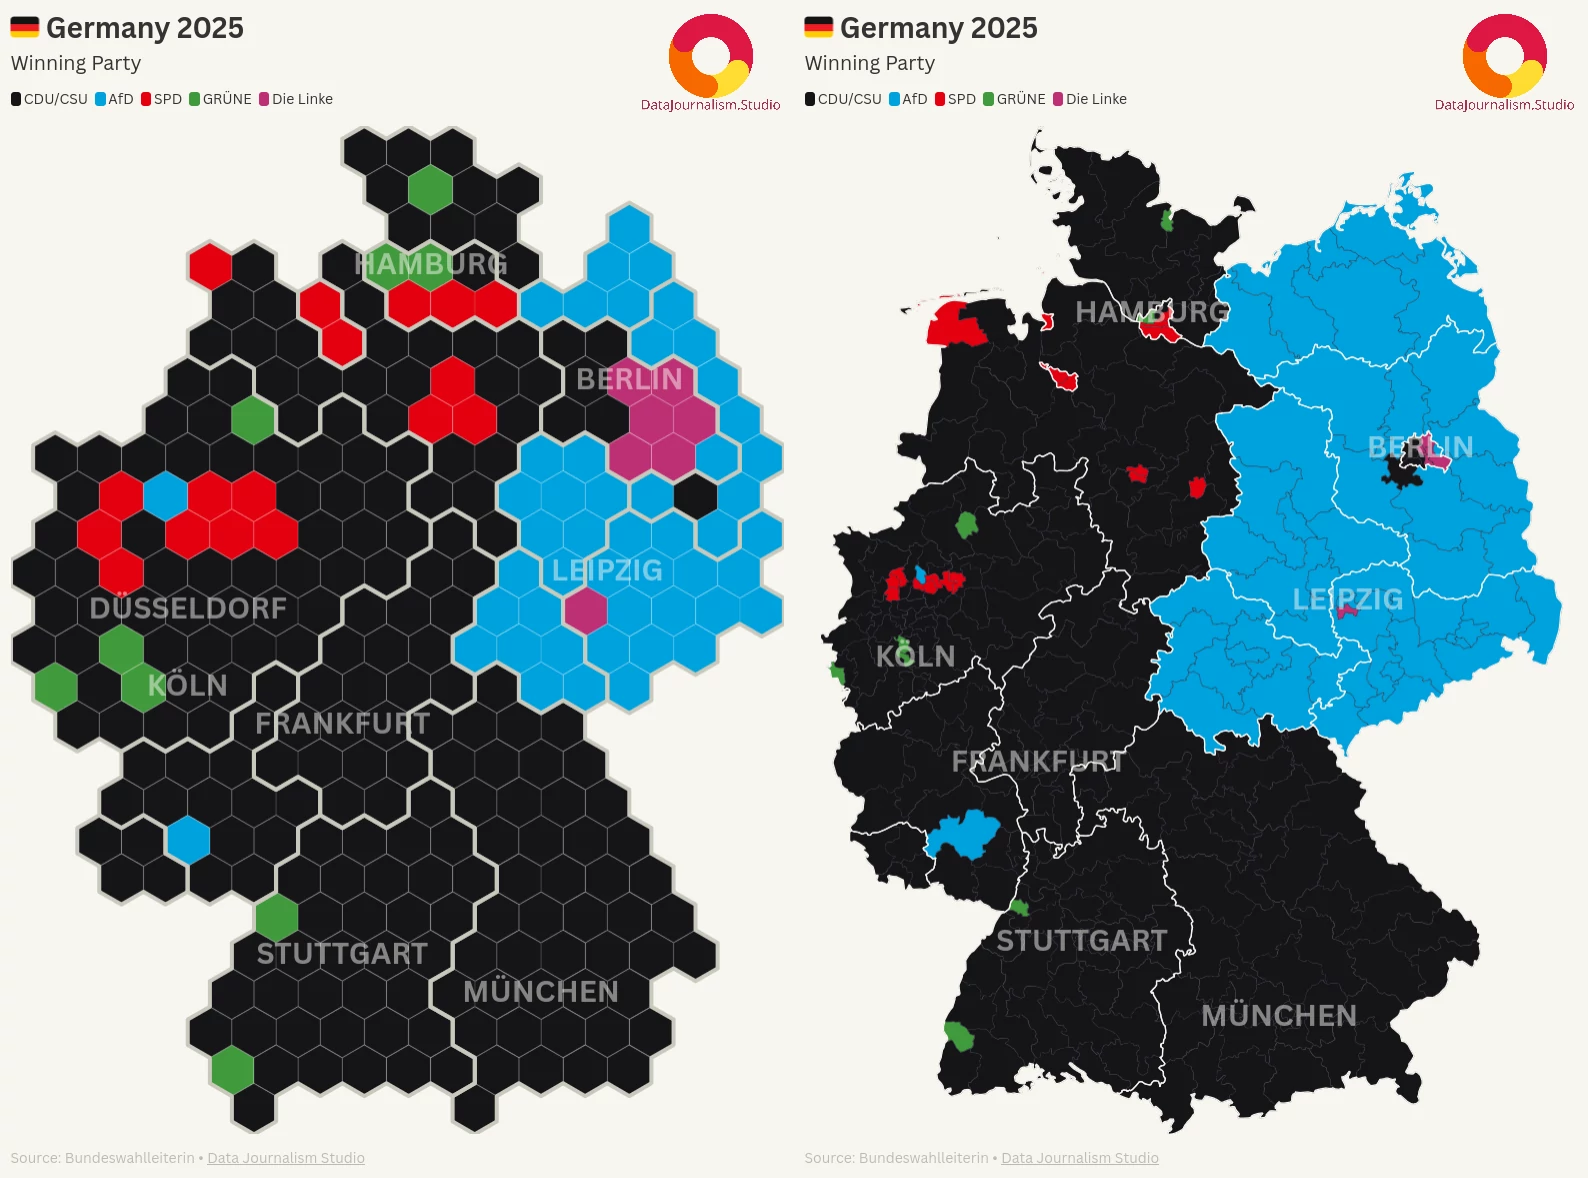 Germany 2025
Winning Party
CDU/CSU AfD SPD GRÜNE Die Linke
DataJournalism.Studio
HAMBURG
BERLIN
LEIPZIG
DÜSSELDORF
KÖLN
FRANKFURT
STUTTGART
MÜNCHEN
Source: Bundeswahlleiterin • Data Journalism Studio
Germany 2025
Winning Party
CDU/CSU AfD SPD GRÜNE Die Linke
DataJournalism.Studio
HAMBURG
BERLIN
LEIPZIG
KÖLN
FRANKFURT
STUTTGART
MÜNCHEN
Source: Bundeswahlleiterin • Data Journalism Studio